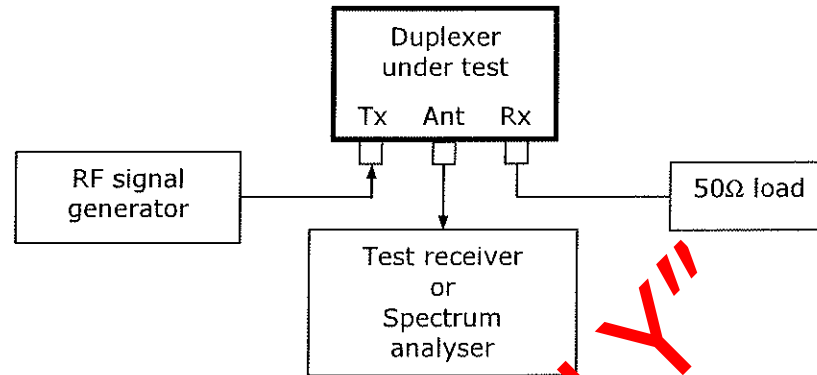 Duplexer
under test
Tx Ant Rx
RF signal
generator
50Ω load
Test receiver
or
Spectrum
analyser
Y"